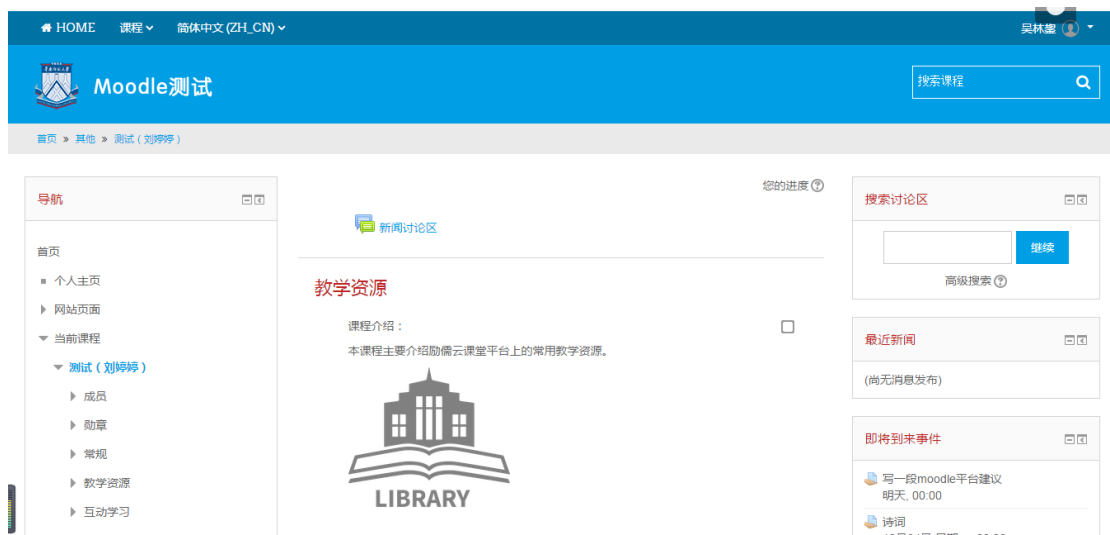 HOME 课程 简体中文 (ZH_CN)
Moodle测试
搜索课程
首页 » 其他 » 测试 ( 刘婷婷 )
导航
首页
个人主页
网站页面
当前课程
测试 ( 刘婷婷 )
成员
勋章
常规
教学资源
互动学习
您的进度
新闻讨论区
教学资源
课程介绍：
本课程主要介绍励儒云课堂平台上的常用教学资源。
LIBRARY
搜索讨论区
继续
高级搜索
最近新闻
(尚无消息发布)
即将到来事件
写一段moodle平台建议
明天, 00:00
诗词